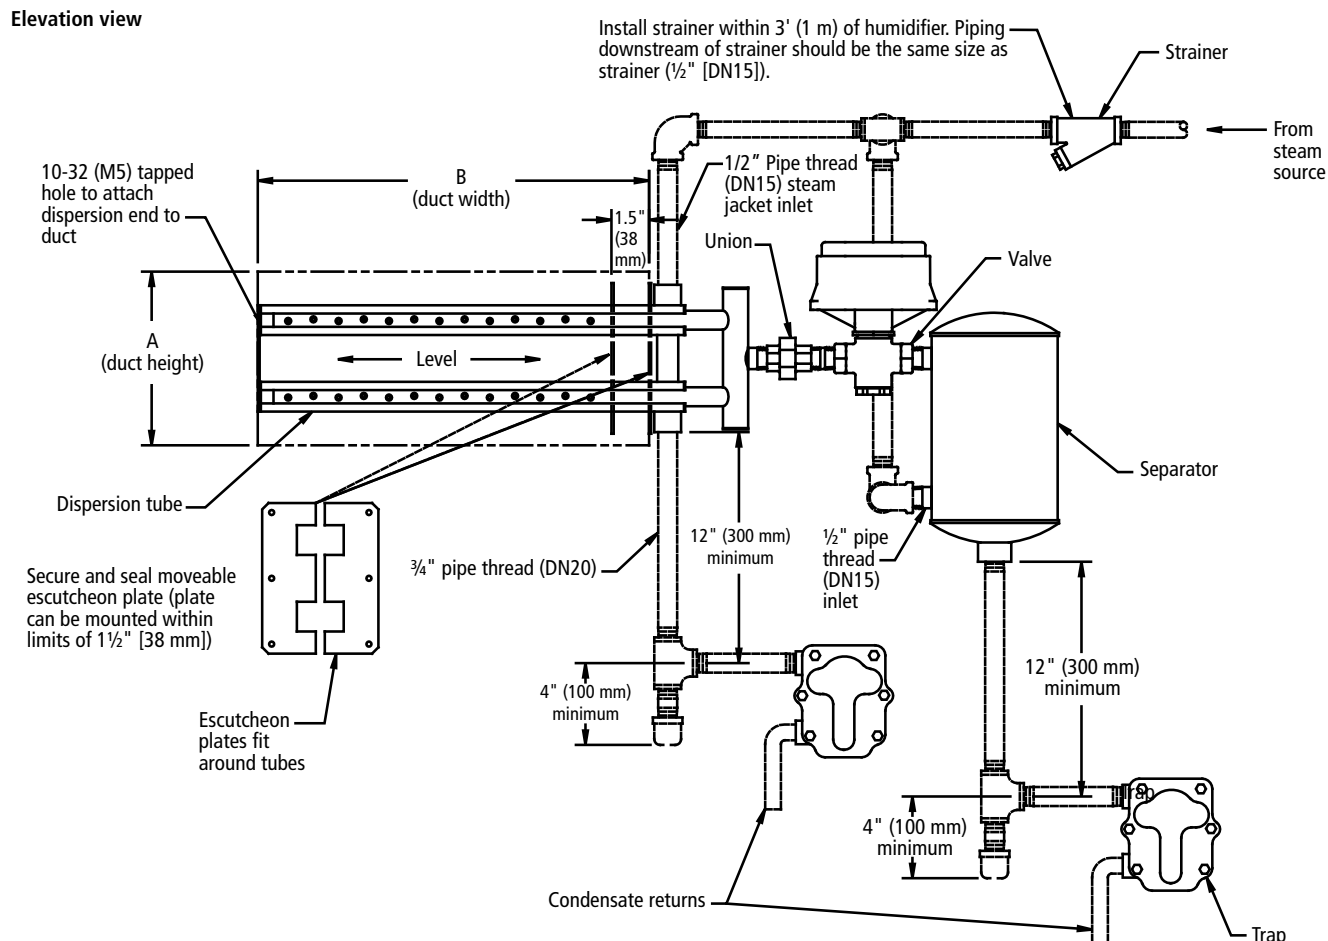 Elevation view
Install strainer within 3' (1 m) of humidifier. Piping
downstream of strainer should be the same size as
strainer (½" [DN15]).
Strainer
From
steam
source
10-32 (M5) tapped
hole to attach
dispersion end to
duct
B
(duct width)
1/2” Pipe thread
(DN15) steam
jacket inlet
1.5"
(38
mm)
Union
Valve
A
(duct height)
Level
Dispersion tube
Separator
12" (300 mm)
minimum
½" pipe
thread
(DN15)
inlet
¾" pipe thread (DN20)
Secure and seal moveable
escutcheon plate (plate
can be mounted within
limits of 1½" [38 mm])
4" (100 mm)
minimum
12" (300 mm)
minimum
Escutcheon
plates fit
around tubes
Trap
4" (100 mm)
minimum
Condensate returns
Trap